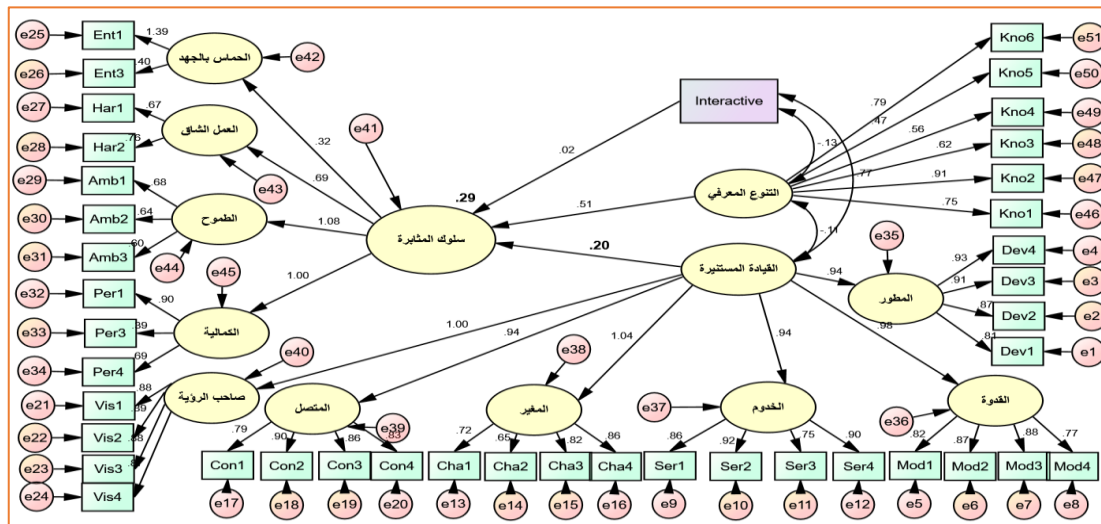 e25 Ent1 1.39 الحماس بالجهد e42
e26 Ent3 .40
e27 Har1 .67 العمل الشاق
e28 Har2 .76 e43
e29 Amb1 .68
e30 Amb2 .64 الطموح
e31 Amb3 .60 e44
e45
e32 Per1 .90 الكمالية
e33 Per3 .39
e34 Per4 .69
e40
e21 Vis1 .88 صاحب الرؤية
e22 Vis2
e23 Vis3 .88
e24 Vis4
e41
.32
.69
1.08
1.00
.29
سلوك المثابرة
.02
.51
.20
Interactive
-.13
.77
-.11
التنوع المعرفي
القيادة المستنيرة
.79 Kno6 e51
.47 Kno5 e50
.56 Kno4 e49
.62 Kno3 e48
.91 Kno2 e47
.75 Kno1 e46
e35
.94 المطور
.93 Dev4 e4
.91 Dev3 e3
.87 Dev2 e2
.81 Dev1 e1
1.00
.94
1.04
.94
.98
المتصل e39
.79 .90 .86 .83
Con1 Con2 Con3 Con4
e17 e18 e19 e20
e38
المغير
.72 .65 .82 .86
Cha1 Cha2 Cha3 Cha4
e13 e14 e15 e16
e37 الخدوم
.86 .92 .75 .90
Ser1 Ser2 Ser3 Ser4
e9 e10 e11 e12
e36 القدوة
.82 .87 .88 .77
Mod1 Mod2 Mod3 Mod4
e5 e6 e7 e8